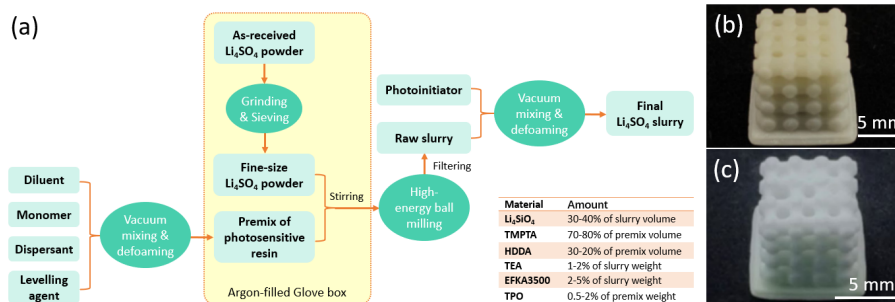 (a)
As-received
Li₄SO₄ powder
Grinding
& Sieving
Fine-size
Li₄SO₄ powder
Premix of
photosensitive
resin
Argon-filled Glove box
Diluent
Monomer
Dispersant
Levelling
agent
Vacuum
mixing &
defoaming
Stirring
High-
energy ball
milling
Filtering
Raw slurry
Photoinitiator
Vacuum
mixing &
defoaming
Final
Li₄SO₄ slurry
Material Amount
Li₄SiO₄ 30-40% of slurry volume
TMPTA 70-80% of premix volume
HDDA 30-20% of premix volume
TEA 1-2% of slurry weight
EFKA3500 2-5% of slurry weight
TPO 0.5-2% of premix weight
(b)
5 mm
(c)
5 mm